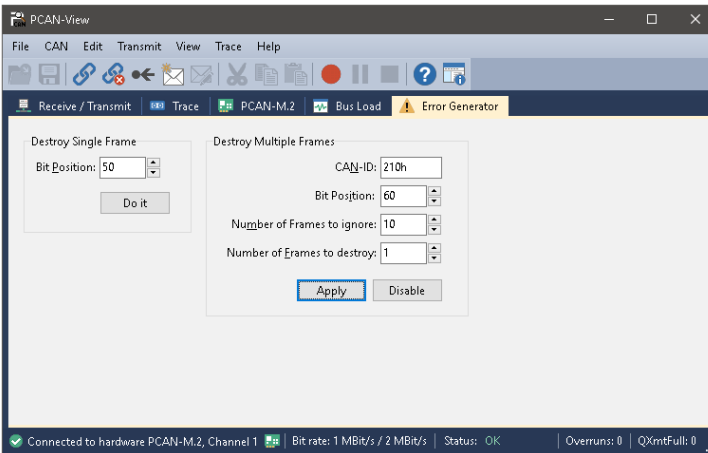 PCAN-View
File CAN Edit Transmit View Trace Help
Receive / Transmit Trace PCAN-M.2 Bus Load Error Generator
Destroy Single Frame
Bit Position: 50
Do it
Destroy Multiple Frames
CAN-ID: 210h
Bit Position: 60
Number of Frames to ignore: 10
Number of Frames to destroy: 1
Apply Disable
Connected to hardware PCAN-M.2, Channel 1 Bit rate: 1 MBit/s / 2 MBit/s Status: OK Overruns: 0 QXmtFull: 0